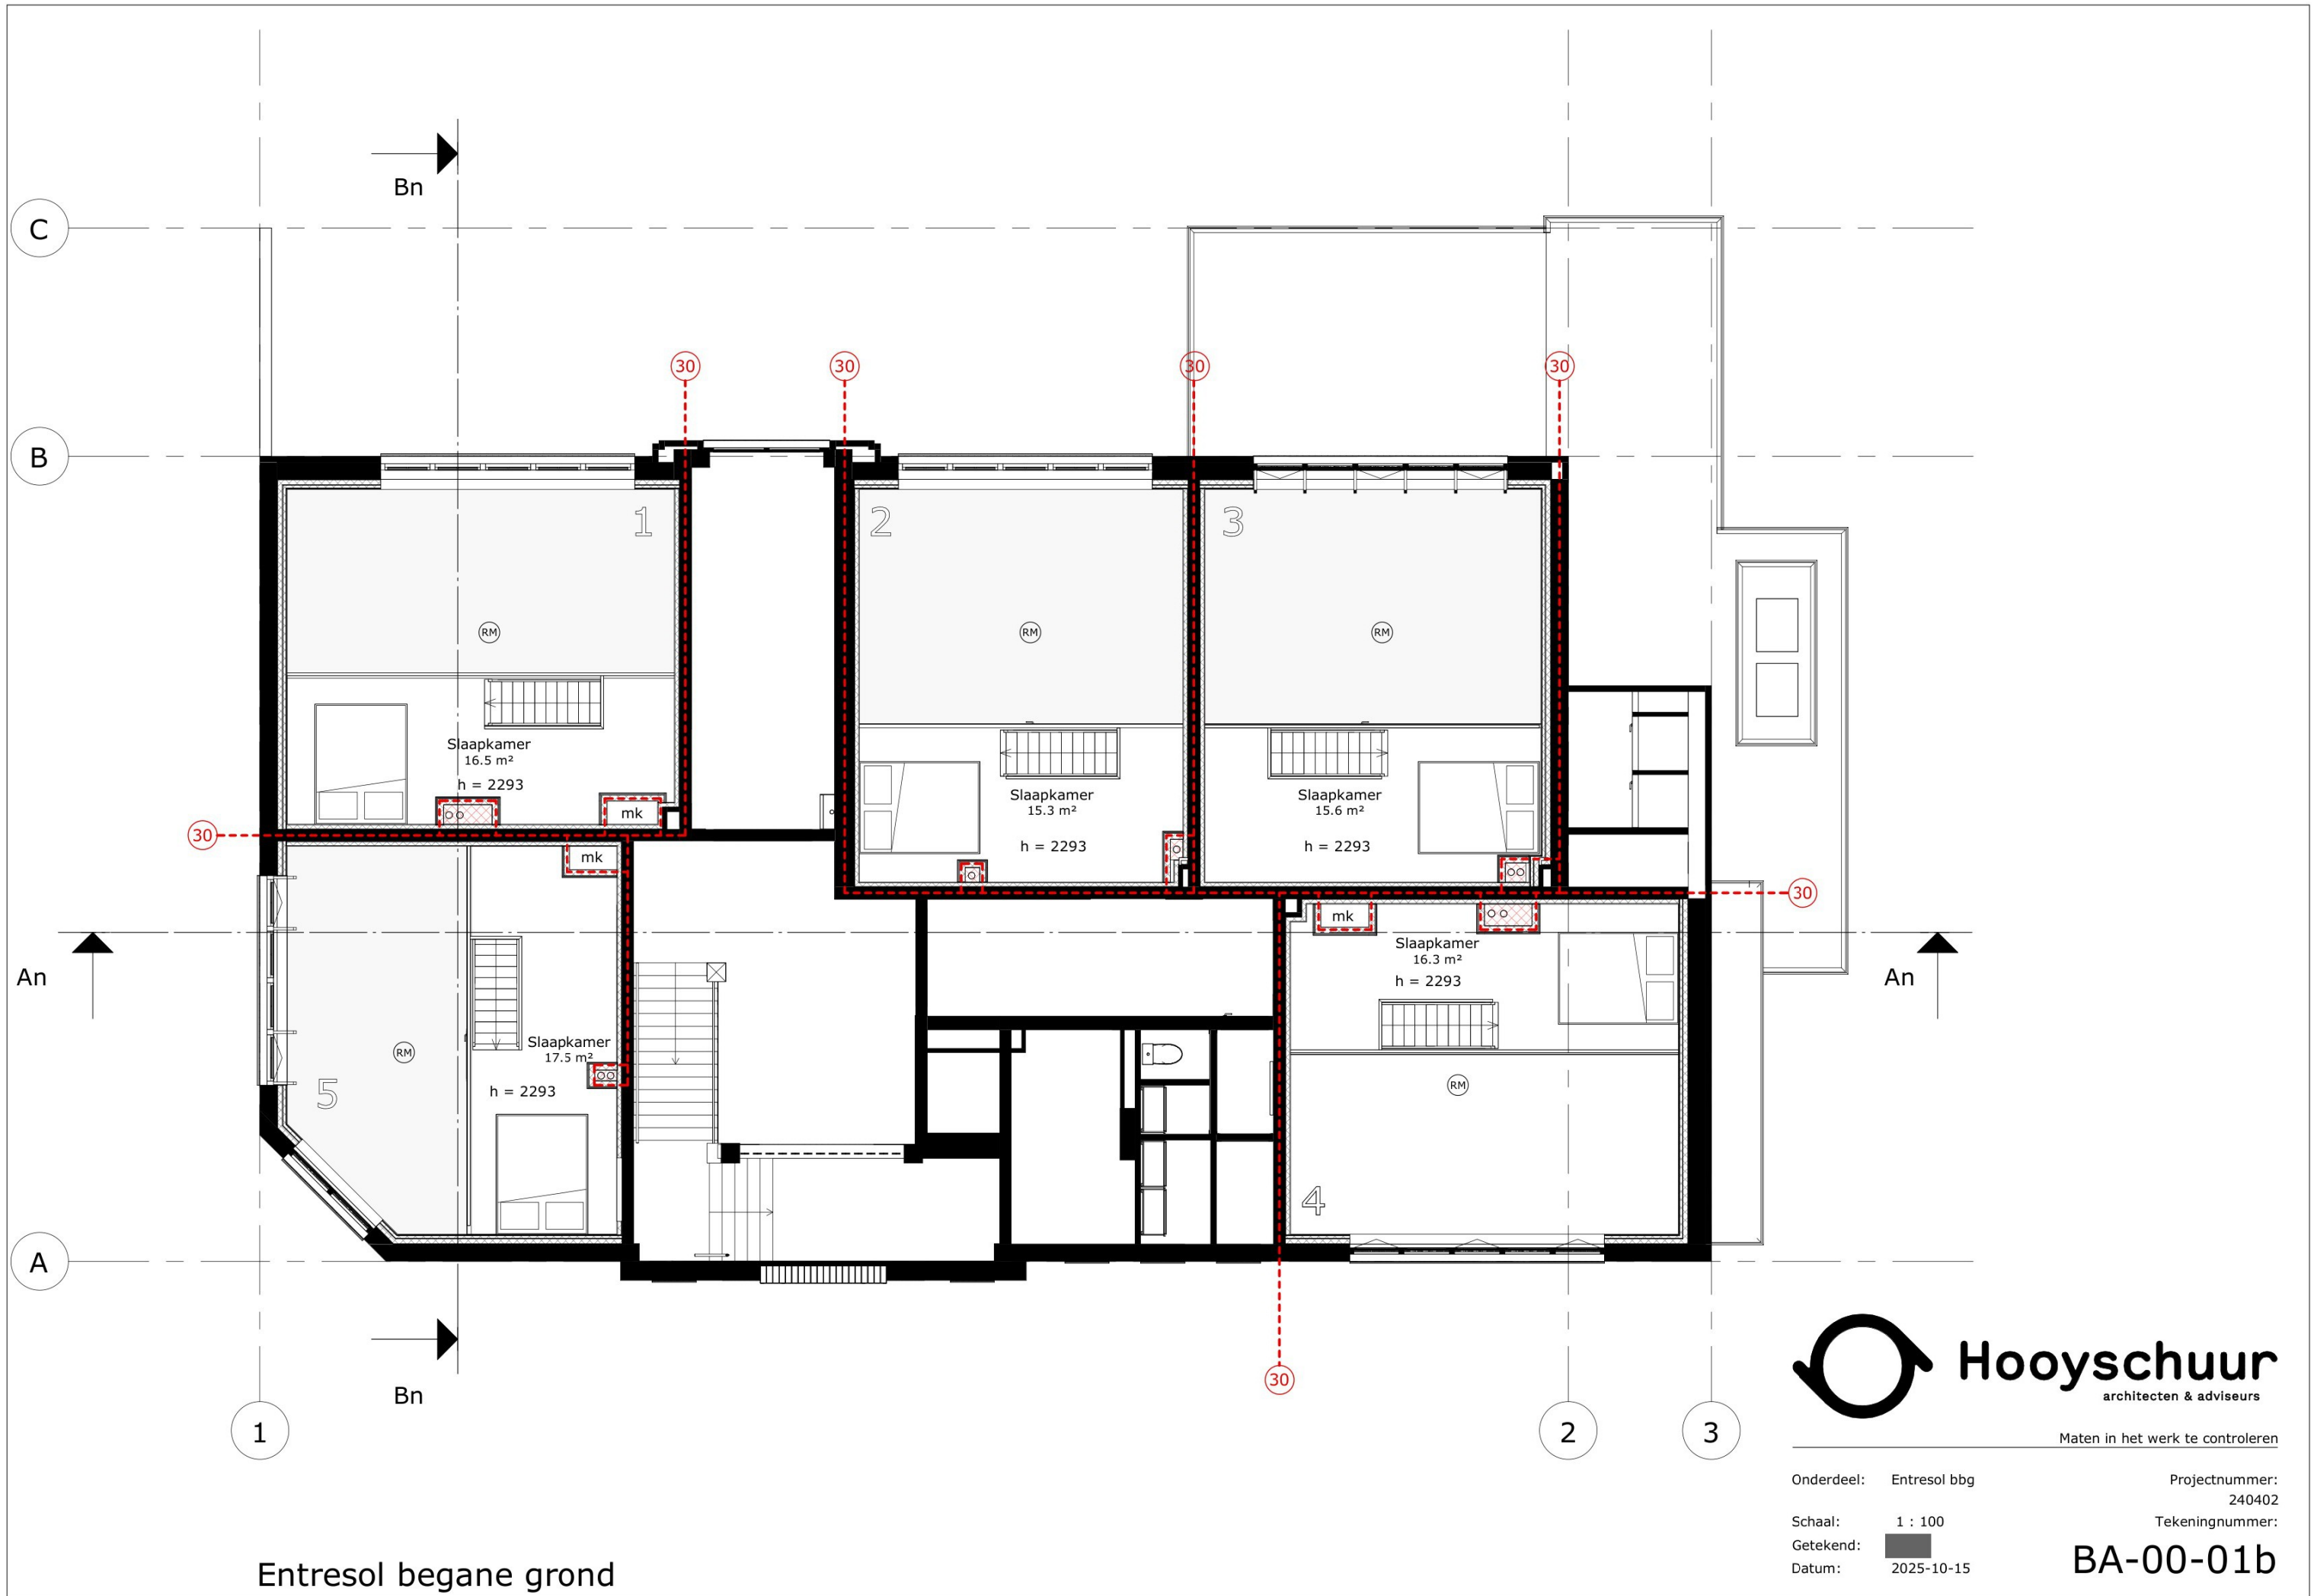 Bn
C
30 30 30 30
B
1 2 3
RM RM RM
Slaapkamer
16.5 m²
h = 2293
mk
Slaapkamer
15.3 m²
h = 2293
Slaapkamer
15.6 m²
h = 2293
30
mk
30
mk
Slaapkamer
16.3 m²
h = 2293
An
An
Slaapkamer
17.5 m²
h = 2293
RM
5
RM
4
A
30
Bn
1 2 3
Hooyschuur
architecten & adviseurs
Maten in het werk te controleren
Onderdeel: Entresol bbg
Projectnummer:
240402
Schaal: 1 : 100
Tekeningnummer:
Getekend:
Datum: 2025-10-15
BA-00-01b
Entresol begane grond